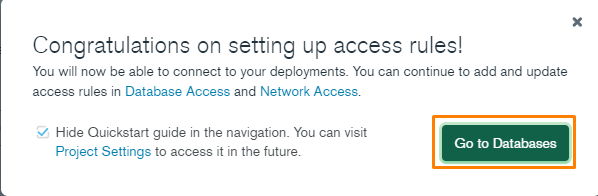 Congratulations on setting up access rules!
You will now be able to connect to your deployments. You can continue to add and update
access rules in Database Access and Network Access.
Hide Quickstart guide in the navigation. You can visit
Project Settings to access it in the future.
Go to Databases